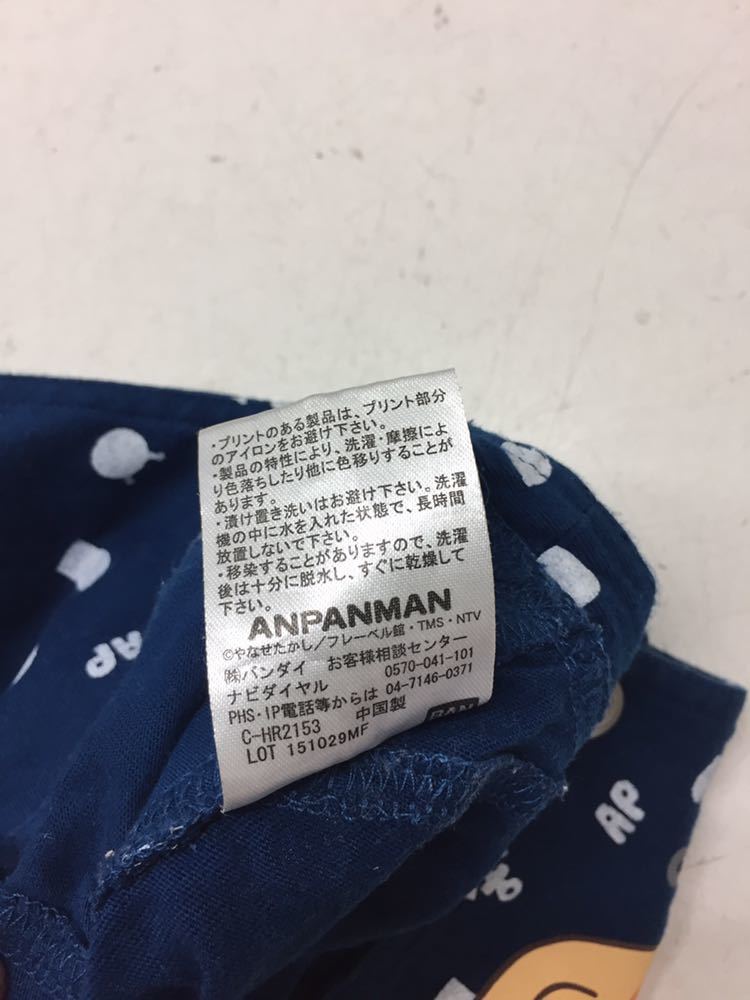 ・プリントのある製品は、プリント部分
のアイロンをお避け下さい。
・製品の特性により、洗濯・摩擦によ
り色落ちしたり他に色移りすることが
あります。
・漬け置き洗いはお避け下さい。洗濯
機の中に水を入れた状態で、長時間
放置しないで下さい。
・移染することがありますので、洗濯
後は十分に脱水し、すぐに乾燥して
下さい。
ANPANMAN
©やなせたかし/フレーベル館・TMS・NTV
㈱バンダイ お客様相談センター
ナビダイヤル 0570-041-101
PHS・IP電話等からは 04-7146-0371
C-HR2153 中国製
BAN
LOT 151029MF
AP
AP